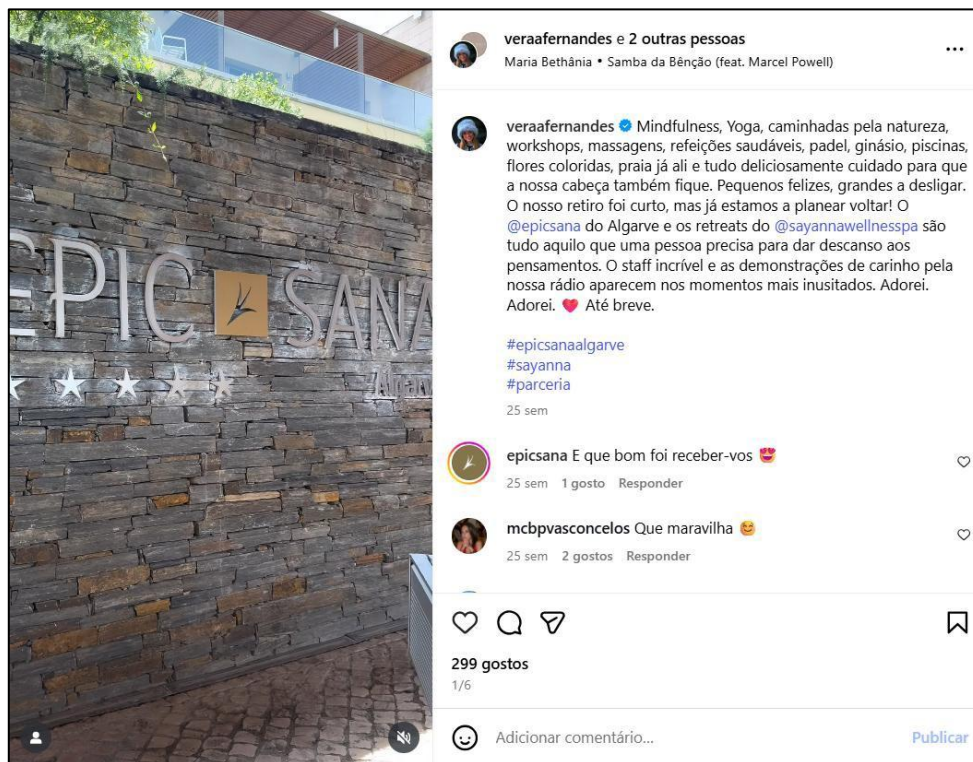 EPIC SANA
veraafernandes e 2 outras pessoas
Maria Bethânia • Samba da Bênção (feat. Marcel Powell)
veraafernandes Mindfulness, Yoga, caminhadas pela natureza,
workshops, massagens, refeições saudáveis, padel, ginásio, piscinas,
flores coloridas, praia já ali e tudo deliciosamente cuidado para que
a nossa cabeça também fique. Pequenos felizes, grandes a desligar.
O nosso retiro foi curto, mas já estamos a planear voltar! O
@epicsana do Algarve e os retreats do @sayannawellnesspa são
tudo aquilo que uma pessoa precisa para dar descanso aos
pensamentos. O staff incrível e as demonstrações de carinho pela
nossa rádio aparecem nos momentos mais inusitados. Adorei.
Adorei. 💗 Até breve.
#epicsanaalgarve
#sayanna
#parceria
25 sem
epicsana E que bom foi receber-vos 😍
25 sem 1 gosto Responder
mcbpvasconcelos Que maravilha 😊
25 sem 2 gostos Responder
299 gostos
1/6
Adicionar comentário...
Publicar